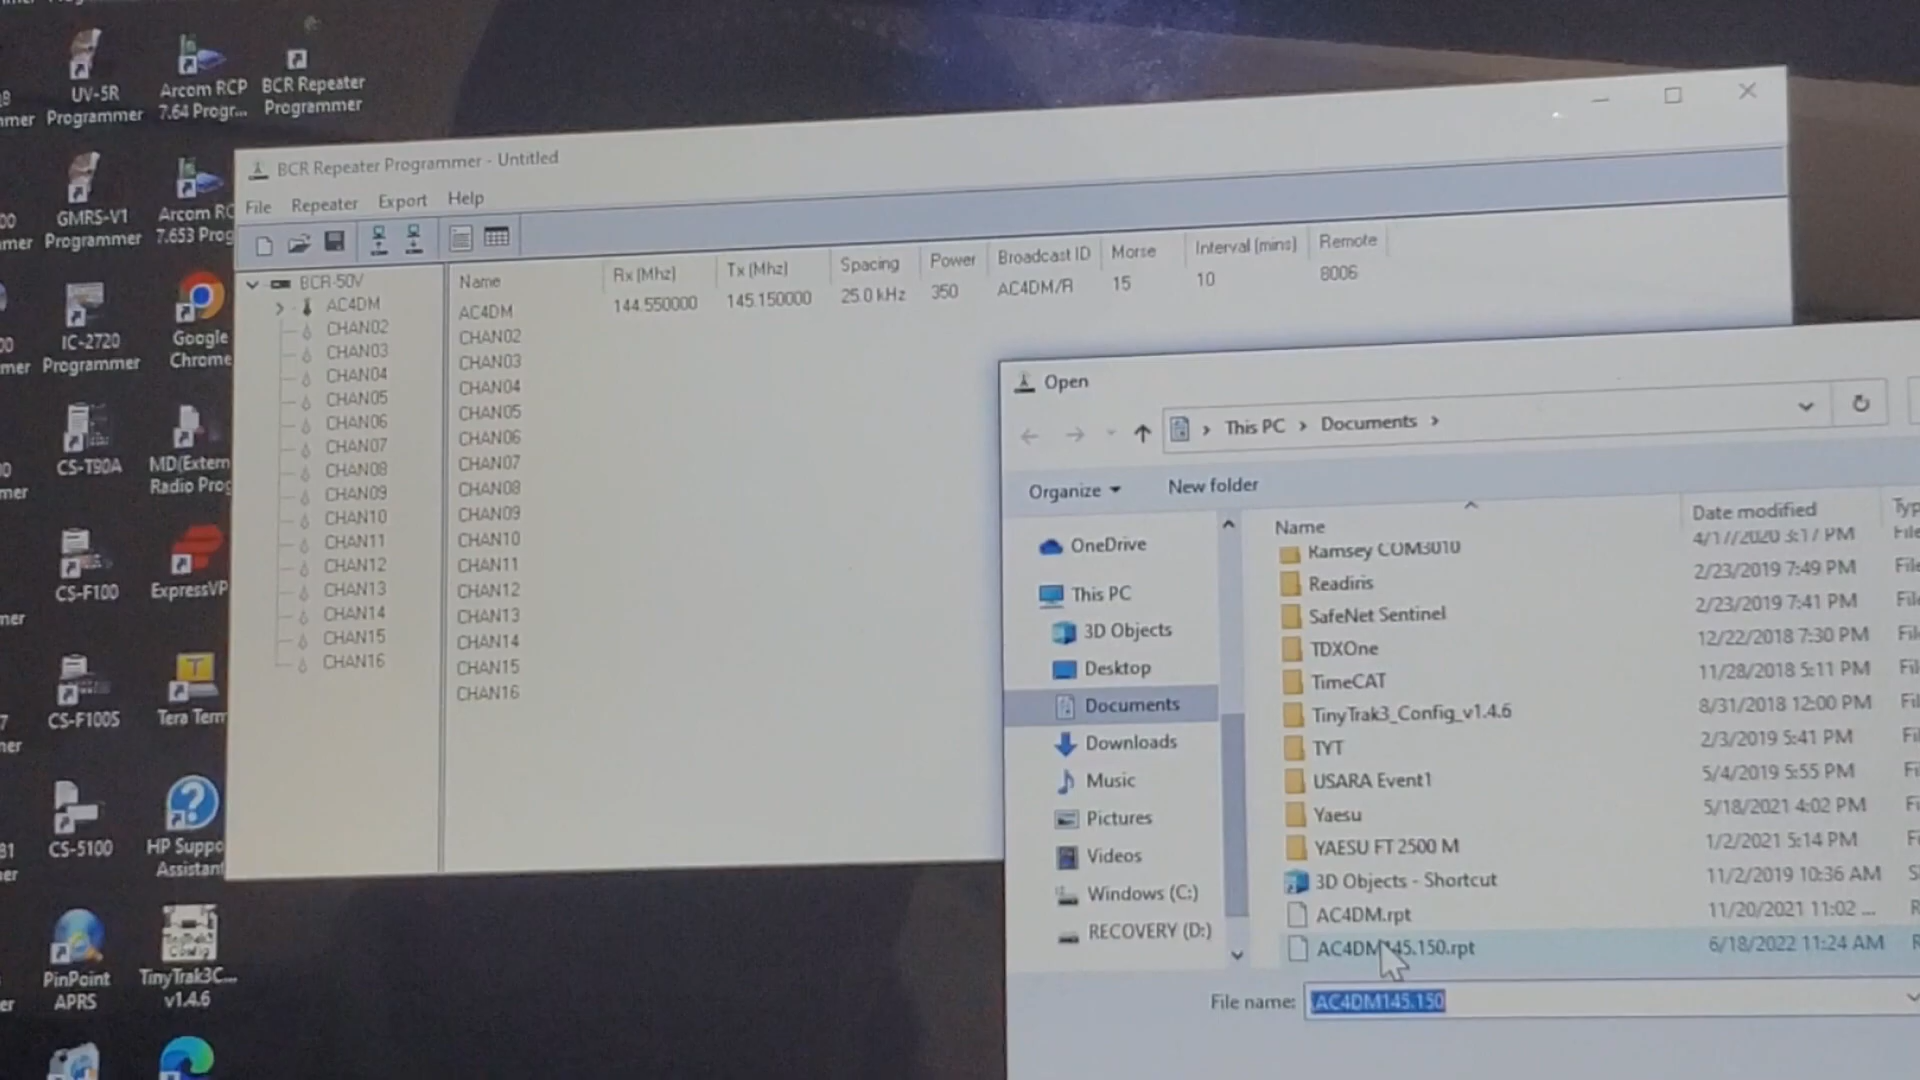 UV-5R
Programmer
Arcom RCP
7.64 Progr...
BCR Repeater
Programmer
GMRS-V1
Programmer
Arcom RC
7.653 Prog
IC-2720
Programmer
Google
Chrome
CS-T90A
MD(Extern
Radio Prog
CS-F100
ExpressVP
CS-F100S
Tera Term
CS-5100
HP Suppo
Assistant
PinPoint
APRS
TinyTrak3C...
v1.4.6
BCR Repeater Programmer - Untitled
File Repeater Export Help
BCR-50V
AC4DM
CHAN02
CHAN03
CHAN04
CHAN05
CHAN06
CHAN07
CHAN08
CHAN09
CHAN10
CHAN11
CHAN12
CHAN13
CHAN14
CHAN15
CHAN16
Name Rx (Mhz) Tx (Mhz) Spacing Power Broadcast ID Morse Interval (mins) Remote
AC4DM 144.550000 145.150000 25.0 kHz 350 AC4DM/R 15 10 8006
CHAN02
CHAN03
CHAN04
CHAN05
CHAN06
CHAN07
CHAN08
CHAN09
CHAN10
CHAN11
CHAN12
CHAN13
CHAN14
CHAN15
CHAN16
Open
This PC > Documents >
Organize New folder
OneDrive
This PC
3D Objects
Desktop
Documents
Downloads
Music
Pictures
Videos
Windows (C:)
RECOVERY (D:)
Name Date modified Typ
Ramsey COM3010 4/17/2020 3:17 PM File
Readiris 2/23/2019 7:49 PM File
SafeNet Sentinel 2/23/2019 7:41 PM File
TDXOne 12/22/2018 7:30 PM File
TimeCAT 11/28/2018 5:11 PM File
TinyTrak3_Config_v1.4.6 8/31/2018 12:00 PM Fil
TYT 2/3/2019 5:41 PM Fil
USARA Event1 5/4/2019 5:55 PM Fil
Yaesu 5/18/2021 4:02 PM Fi
YAESU FT 2500 M 1/2/2021 5:14 PM Fi
3D Objects - Shortcut 11/2/2019 10:36 AM S
AC4DM.rpt 11/20/2021 11:02 ... R
AC4DM145.150.rpt 6/18/2022 11:24 AM R
File name: AC4DM145.150